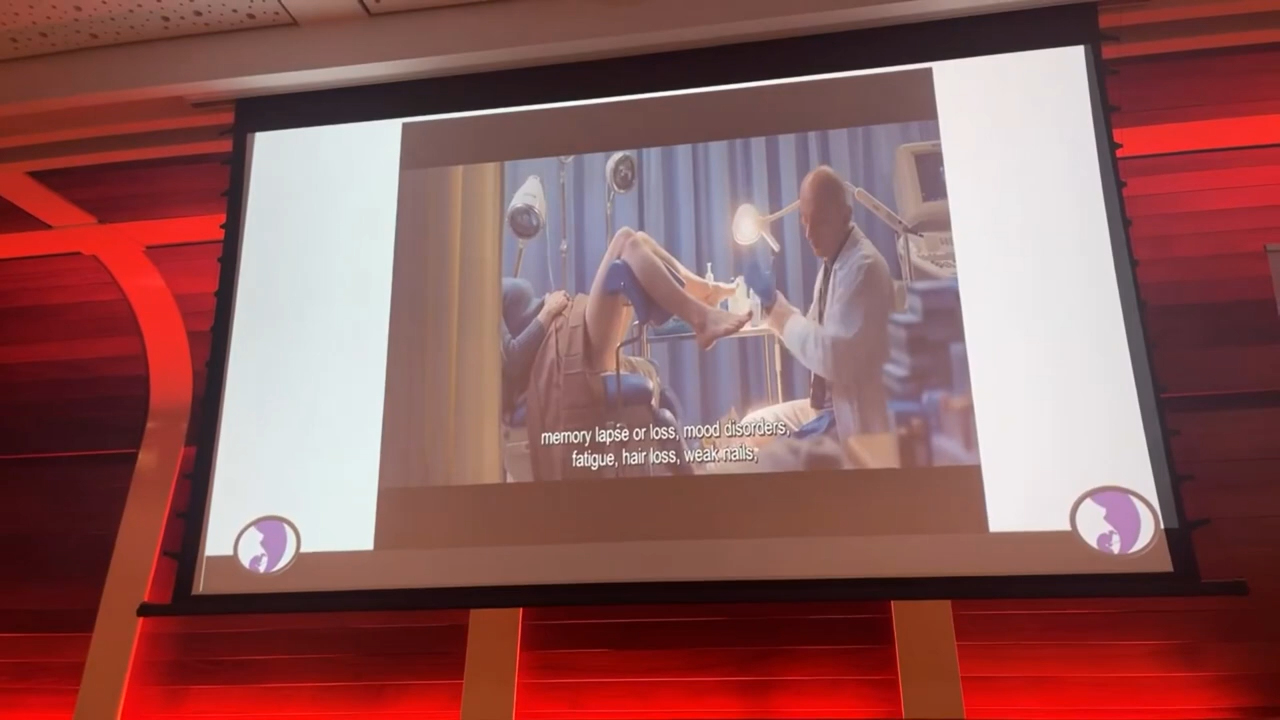 memory lapse or loss, mood disorders,
fatigue, hair loss, weak nails,